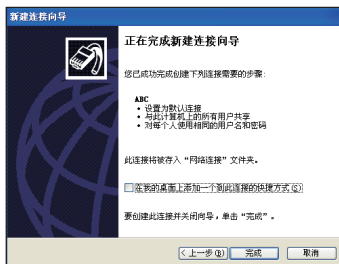 新建连接向导
正在完成新建连接向导
您已成功完成创建下列连接需要的步骤:
ABC
• 设置为默认连接
• 与此计算机上的所有用户共享
• 对每个人使用相同的用户名和密码
此连接将被存入“网络连接”文件夹。
在我的桌面上添加一个到此连接的快捷方式(S)
要创建此连接并关闭向导，单击“完成”。
<上一步(B) 完成 取消